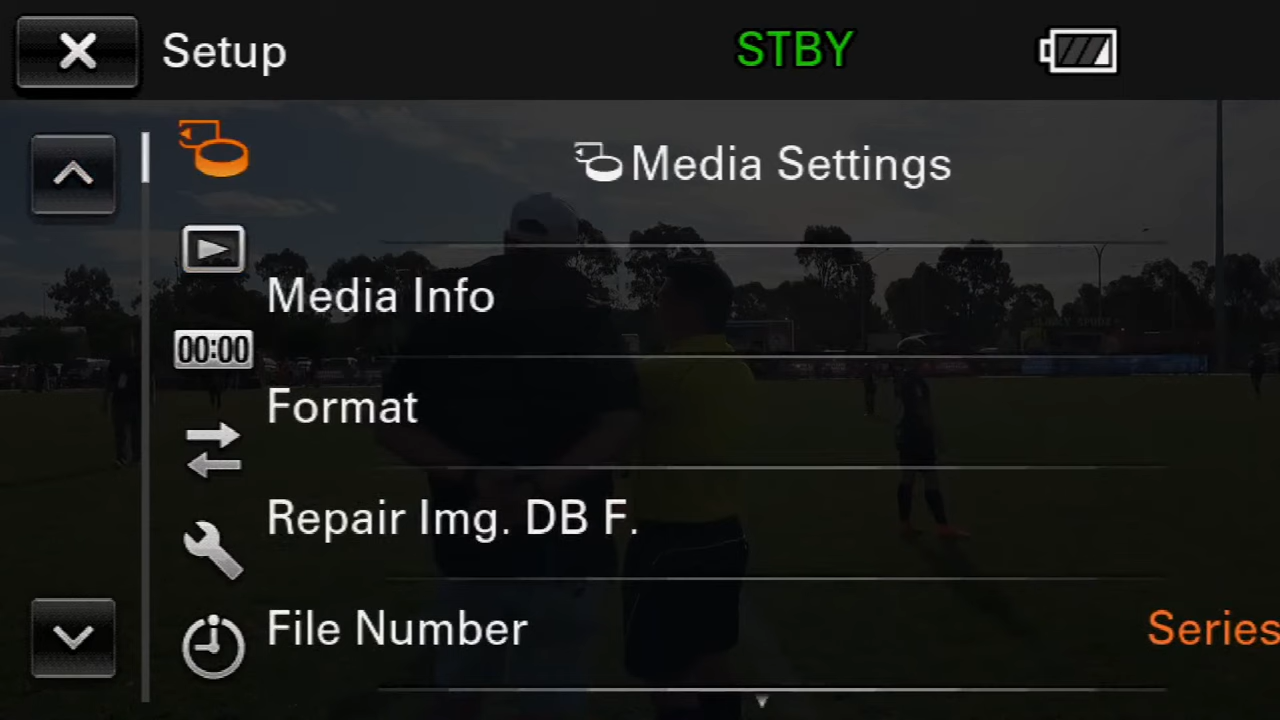 Setup
STBY
Media Settings
Media Info
00:00
Format
Repair Img. DB F.
File Number
Series